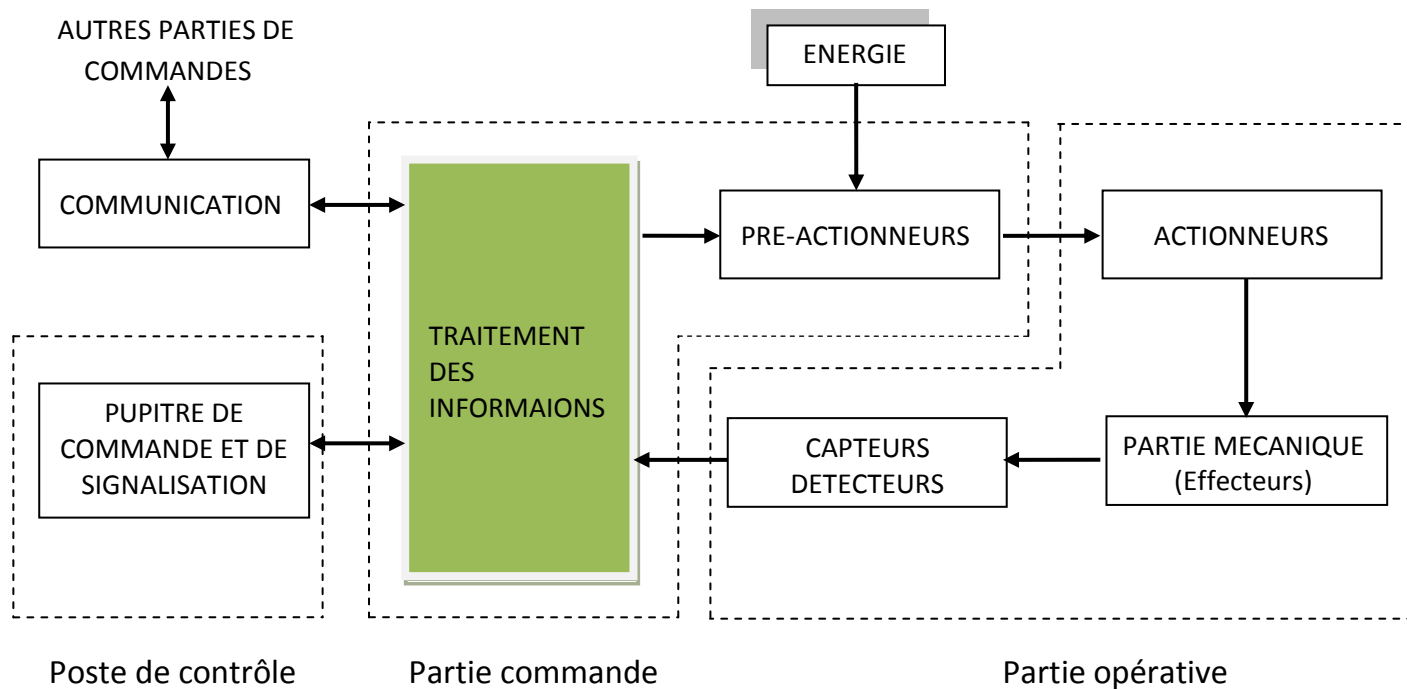 AUTRES PARTIES DE
COMMANDES
ENERGIE
COMMUNICATION
PRE-ACTIONNEURS
ACTIONNEURS
TRAITEMENT
DES
INFORMAIONS
PUPITRE DE
COMMANDE ET DE
SIGNALISATION
CAPTEURS
DETECTEURS
PARTIE MECANIQUE
(Effecteurs)
Poste de contrôle
Partie commande
Partie opérative